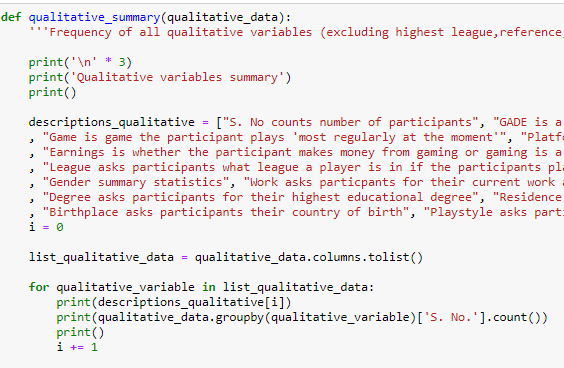 def qualitative_summary(qualitative_data):
    '''Frequency of all qualitative variables (excluding highest league,reference,
    print('\n' * 3)
    print('Qualitative variables summary')
    print()
    descriptions_qualitative = ["S. No counts number of participants", "GADE is a
    , "Game is game the participant plays 'most regularly at the moment'",
    , "Earnings is whether the participant makes money from gaming or gaming is a
    , "League asks participants what league a player is in if the participants
    , "Gender summary statistics", "Work asks particpants for their current work
    , "Degree asks participants for their highest educational degree", "Residence
    , "Birthplace asks participants their country of birth", "Playstyle asks
    i = 0
    list_qualitative_data = qualitative_data.columns.tolist()
    for qualitative_variable in list_qualitative_data:
        print(descriptions_qualitative[i])
        print(qualitative_data.groupby(qualitative_variable)['S. No.'].count())
        print()
        i += 1